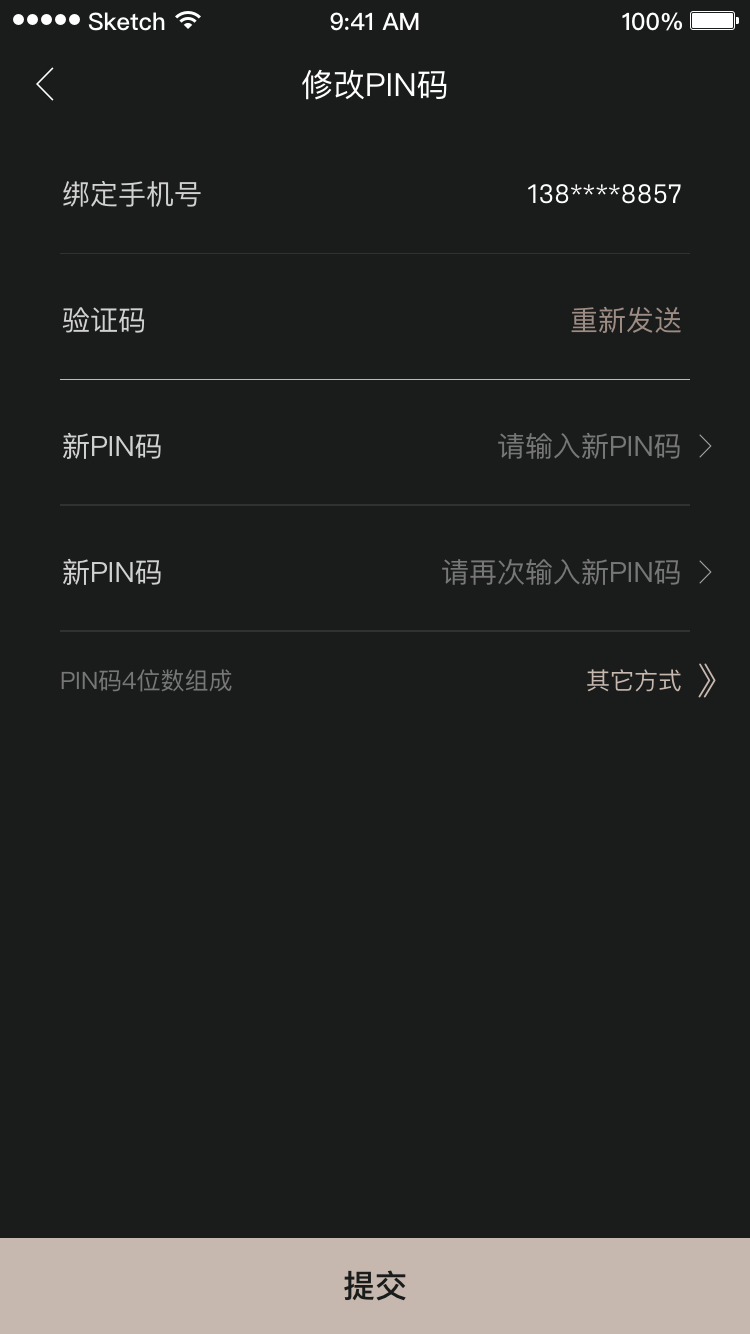 Sketch 9:41 AM 100%
修改PIN码
绑定手机号 138****8857
验证码 重新发送
新PIN码 请输入新PIN码
新PIN码 请再次输入新PIN码
PIN码4位数组成 其它方式
提交